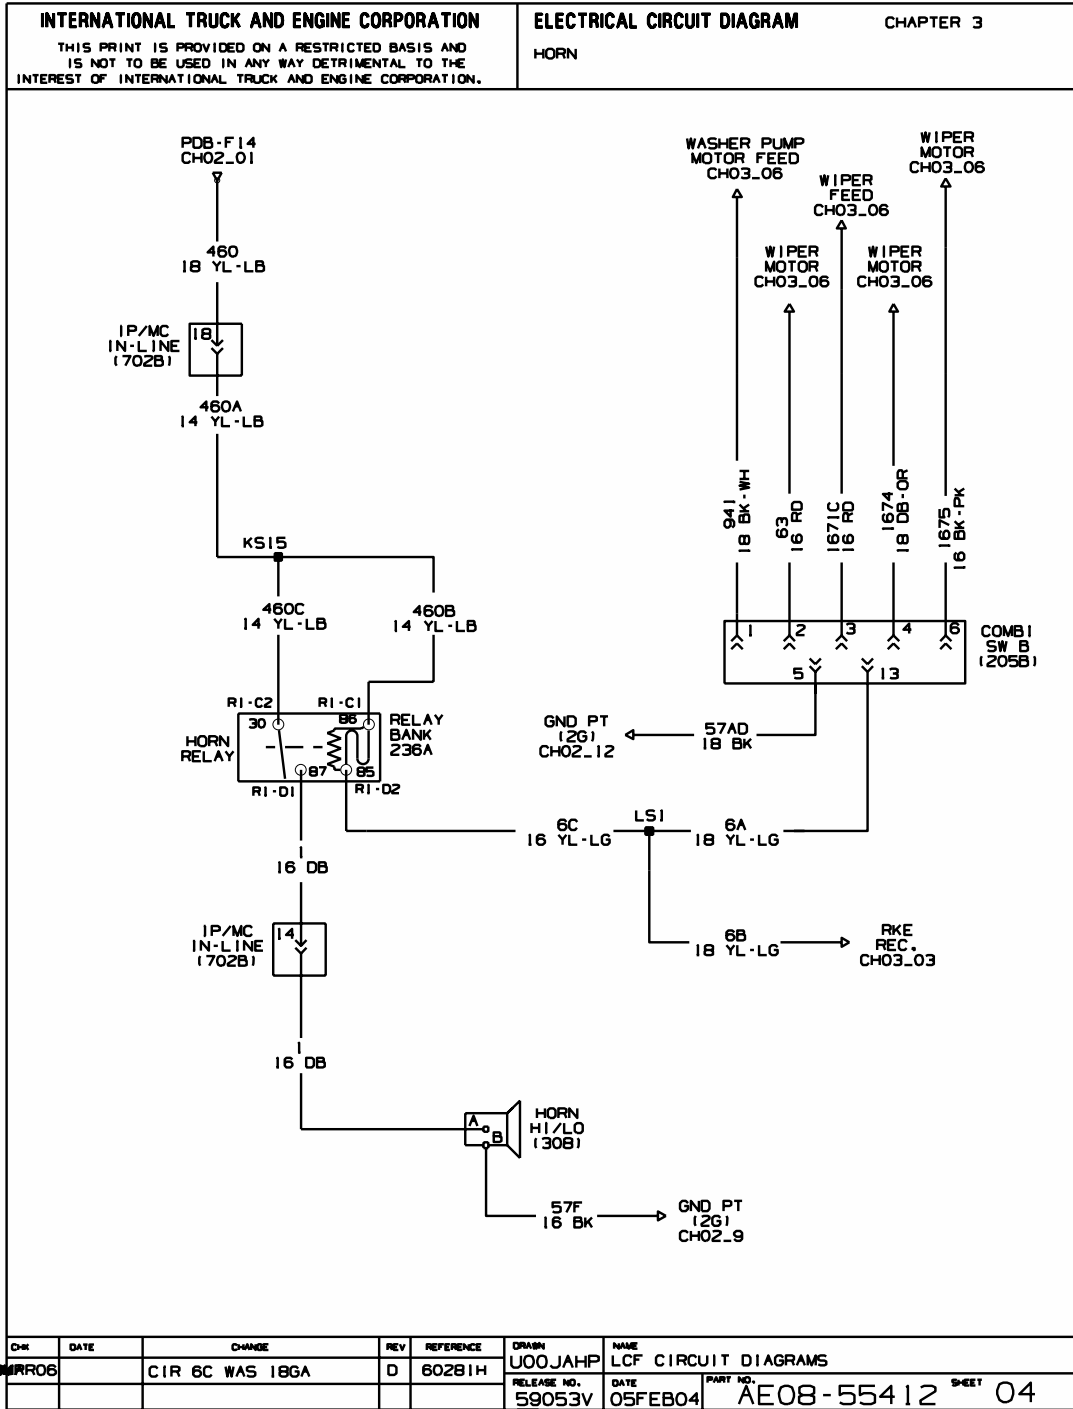 INTERNATIONAL TRUCK AND ENGINE CORPORATION
THIS PRINT IS PROVIDED ON A RESTRICTED BASIS AND
IS NOT TO BE USED IN ANY WAY DETRIMENTAL TO THE
INTEREST OF INTERNATIONAL TRUCK AND ENGINE CORPORATION.
ELECTRICAL CIRCUIT DIAGRAM
CHAPTER 3
HORN
PDB-F14
CH02_01
460
18 YL-LB
IP/MC
IN-LINE
(702B)
18
460A
14 YL-LB
KS15
460C
14 YL-LB
460B
14 YL-LB
R1-C2
R1-C1
30
86
HORN
RELAY
RELAY
BANK
236A
87
85
R1-D1
R1-D2
1
16 DB
IP/MC
IN-LINE
(702B)
14
1
16 DB
A
B
HORN
HI/LO
(308)
57F
16 BK
GND PT
(2G)
CH02_9
WASHER PUMP
MOTOR FEED
CH03_06
WIPER
MOTOR
CH03_06
WIPER
FEED
CH03_06
WIPER
MOTOR
CH03_06
WIPER
MOTOR
CH03_06
941
18 BK-WH
63
16 RD
1671C
16 RD
1674
18 DB-OR
1675
16 BK-PK
1
2
3
4
6
5
13
COMBI
SW B
(205B)
GND PT
(2G)
CH02_12
57AD
18 BK
LS1
6C
16 YL-LG
6A
18 YL-LG
6B
18 YL-LG
RKE
REC.
CH03_03
CHK
DATE
CHANGE
REV
REFERENCE
CIR 6C WAS 18GA
D
60281H
DRAWN
U00JAHP
NAME
LCF CIRCUIT DIAGRAMS
RELEASE NO.
59053V
DATE
05FEB04
PART NO.
AE08-55412
SHEET
04